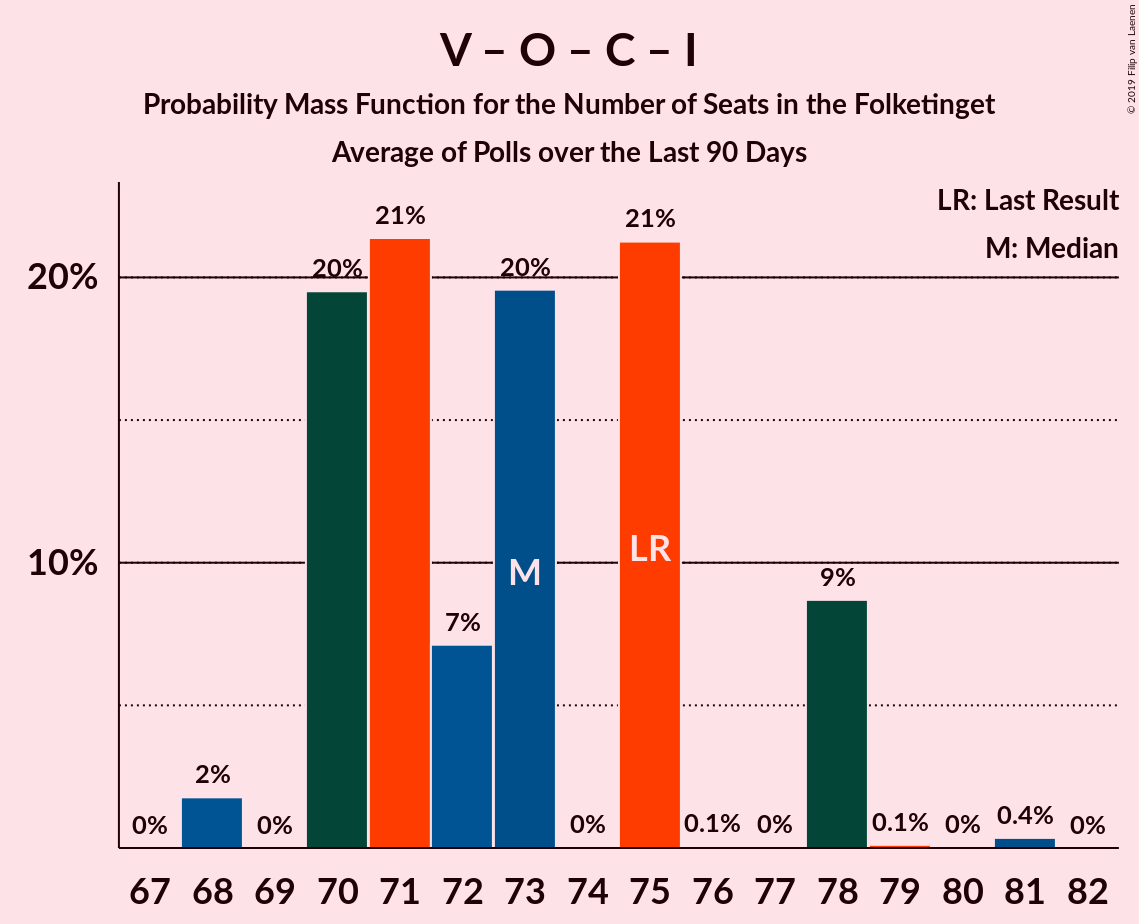 V – O – C – I
Probability Mass Function for the Number of Seats in the Folketinget
Average of Polls over the Last 90 Days
© 2019 Filip van Laenen
LR: Last Result
M: Median
20%
10%
0%
2%
0%
20%
21%
7%
20%
0%
21%
0.1%
0%
9%
0.1%
0%
0.4%
0%
M
LR
67 68 69 70 71 72 73 74 75 76 77 78 79 80 81 82